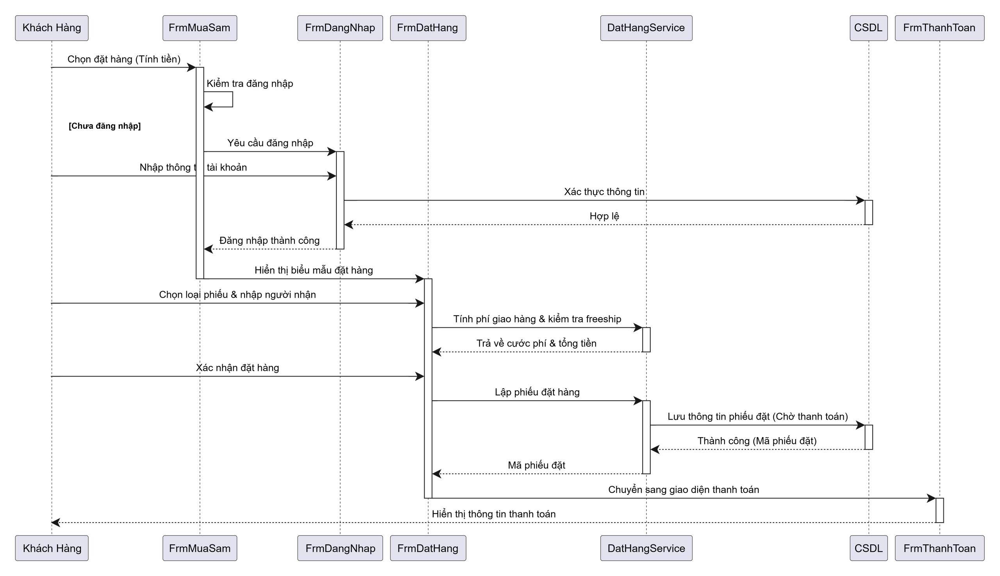 Khách Hàng
FrmMuaSam
FrmDangNhap
FrmDatHang
DatHangService
CSDL
FrmThanhToan
Chọn đặt hàng (Tính tiền)
Kiểm tra đăng nhập
[Chưa đăng nhập]
Yêu cầu đăng nhập
Nhập thông t tài khoản
Xác thực thông tin
Hợp lệ
Đăng nhập thành công
Hiển thị biểu mẫu đặt hàng
Chọn loại phiếu & nhập người nhận
Tính phí giao hàng & kiểm tra freeship
Trả về cước phí & tổng tiền
Xác nhận đặt hàng
Lập phiếu đặt hàng
Lưu thông tin phiếu đặt (Chờ thanh toán)
Thành công (Mã phiếu đặt)
Mã phiếu đặt
Chuyển sang giao diện thanh toán
Hiển thị thông tin thanh toán
Khách Hàng
FrmMuaSam
FrmDangNhap
FrmDatHang
DatHangService
CSDL
FrmThanhToan